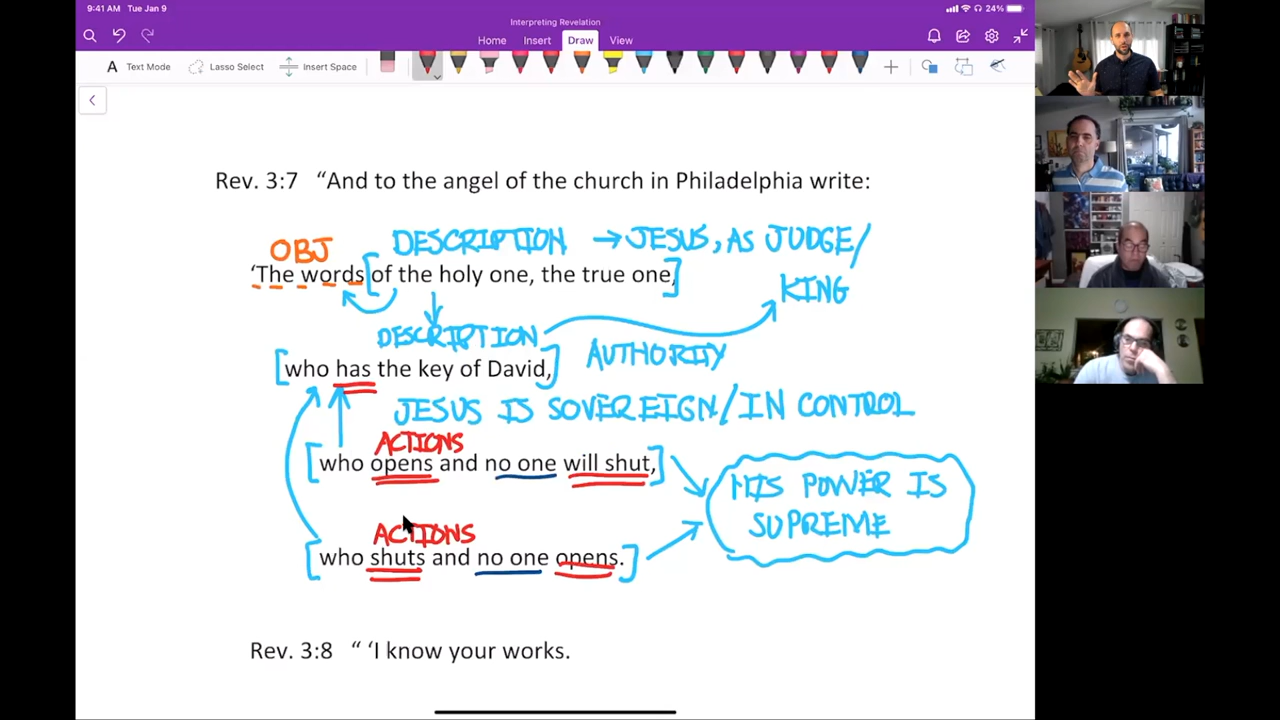 9:41 AM Tue Jan 9
24%
Interpreting Revelation
Home Insert Draw View
A Text Mode Lasso Select Insert Space
Rev. 3:7 “And to the angel of the church in Philadelphia write:
OBJ DESCRIPTION → JESUS, AS JUDGE/
KING
‘The words [of the holy one, the true one,]
DESCRIPTION
AUTHORITY
[who has the key of David,]
JESUS IS SOVEREIGN/IN CONTROL
ACTIONS
[who opens and no one will shut,]
HIS POWER IS
SUPREME
ACTIONS
[who shuts and no one opens.]
Rev. 3:8 “ ‘I know your works.